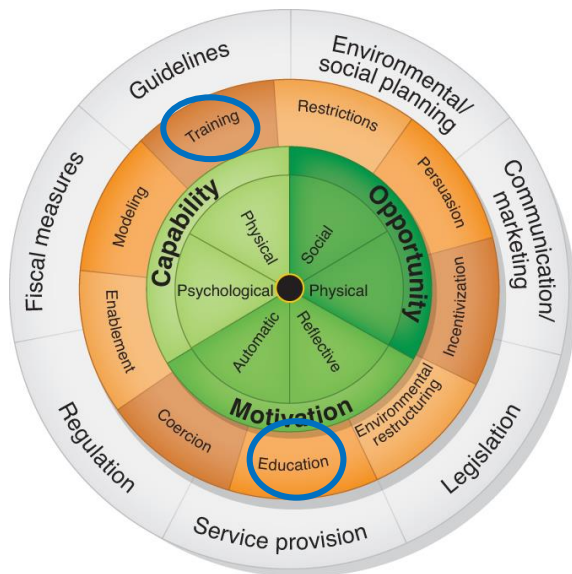 Guidelines
Environmental/
social planning
Communication/
marketing
Legislation
Service provision
Regulation
Fiscal measures
Training
Restrictions
Persuasion
Incentivization
Environmental
restructuring
Education
Coercion
Enablement
Modeling
Capability
Opportunity
Motivation
Physical
Social
Physical
Reflective
Automatic
Psychological